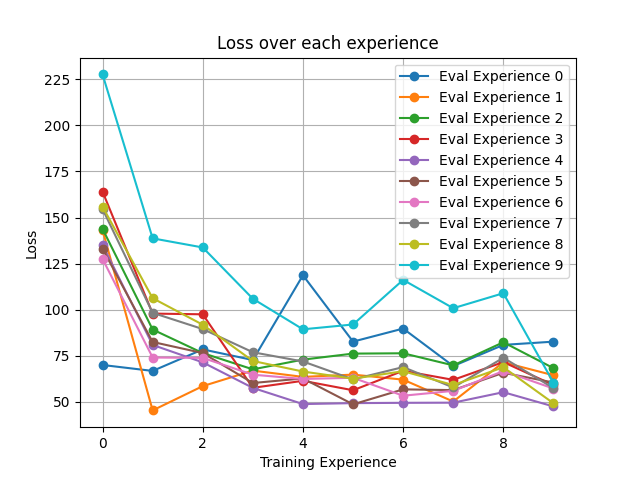 Loss over each experience
225
200
175
150
125
100
75
50
Loss
0
2
4
6
8
Training Experience
Eval Experience 0
Eval Experience 1
Eval Experience 2
Eval Experience 3
Eval Experience 4
Eval Experience 5
Eval Experience 6
Eval Experience 7
Eval Experience 8
Eval Experience 9